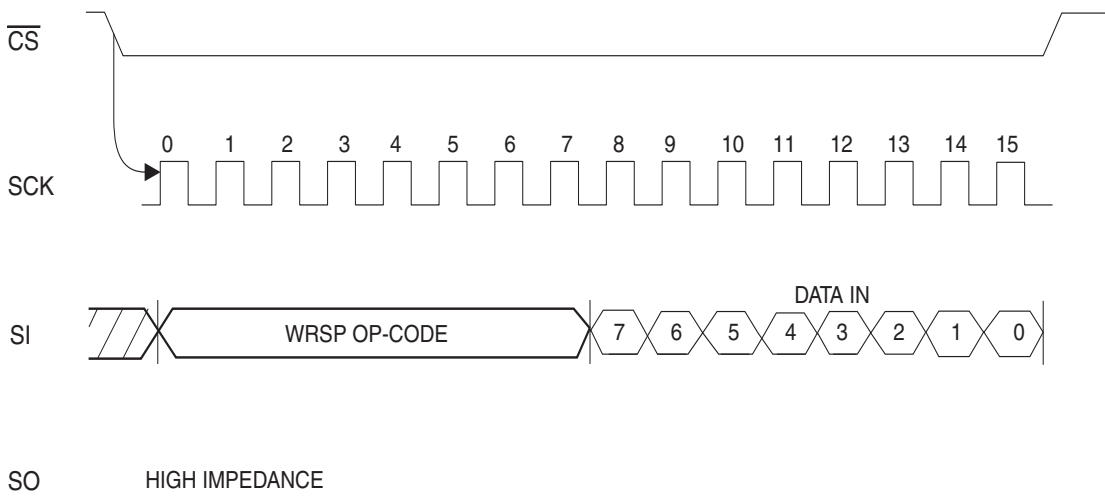 CS
0 1 2 3 4 5 6 7 8 9 10 11 12 13 14 15
SCK
DATA IN
SI WRSP OP-CODE 7 6 5 4 3 2 1 0
SO HIGH IMPEDANCE